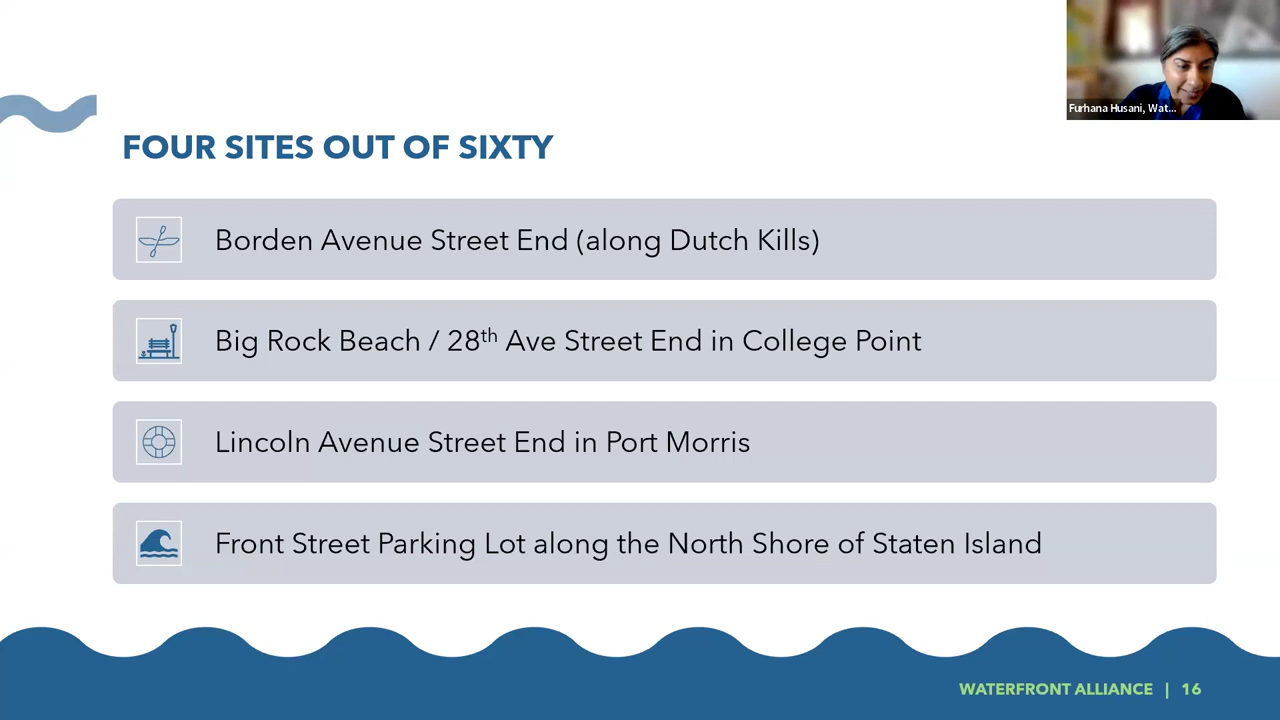 Furhana Husani, Wat...
FOUR SITES OUT OF SIXTY
Borden Avenue Street End (along Dutch Kills)
Big Rock Beach / 28th Ave Street End in College Point
Lincoln Avenue Street End in Port Morris
Front Street Parking Lot along the North Shore of Staten Island
WATERFRONT ALLIANCE | 16